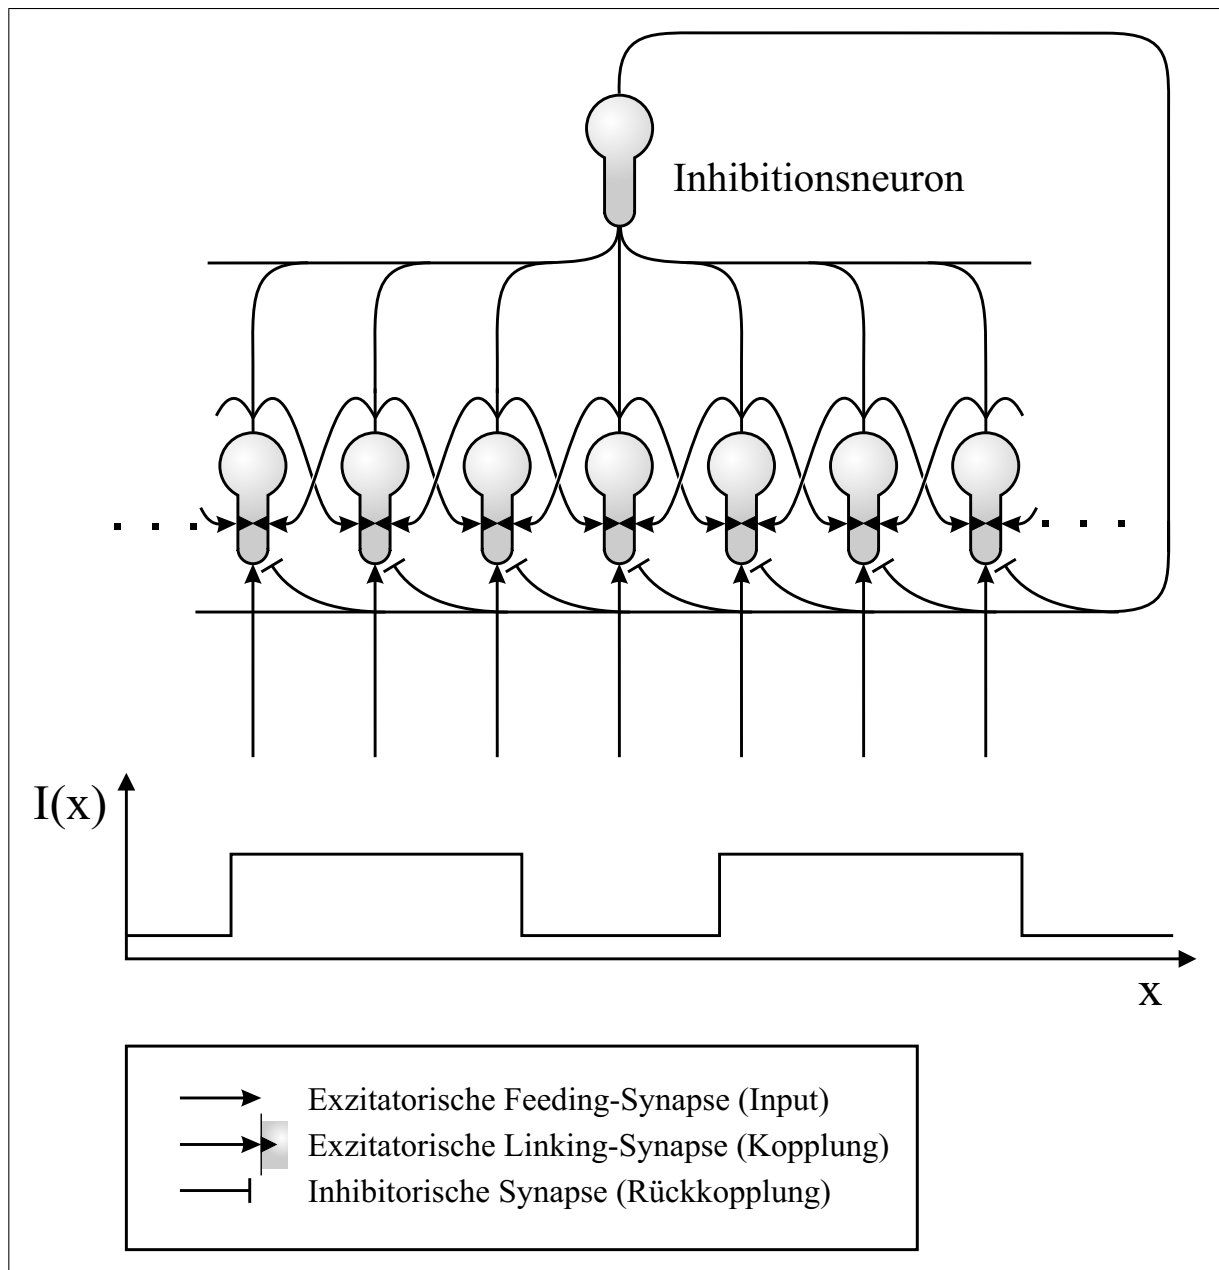 Inhibitionsneuron
I(x)
x
Exzitatorische Feeding-Synapse (Input)
Exzitatorische Linking-Synapse (Kopplung)
Inhibitorische Synapse (Rückkopplung)